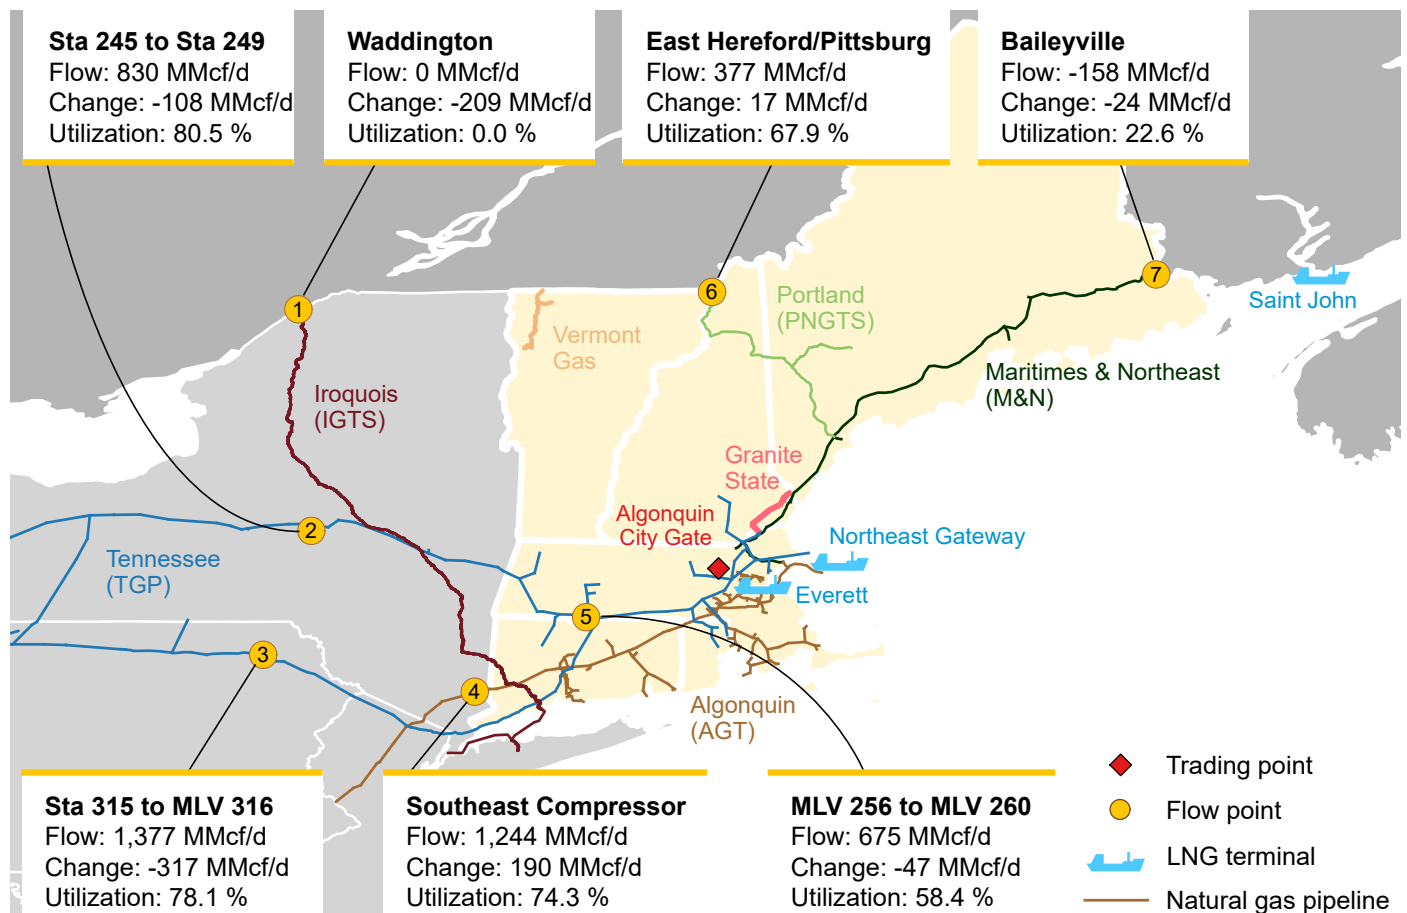 Sta 245 to Sta 249
Flow: 830 MMcf/d
Change: -108 MMcf/d
Utilization: 80.5 %
Waddington
Flow: 0 MMcf/d
Change: -209 MMcf/d
Utilization: 0.0 %
East Hereford/Pittsburg
Flow: 377 MMcf/d
Change: 17 MMcf/d
Utilization: 67.9 %
Baileyville
Flow: -158 MMcf/d
Change: -24 MMcf/d
Utilization: 22.6 %
1
6
7
Saint John
Portland
(PNGTS)
Vermont
Gas
Maritimes & Northeast
(M&N)
Iroquois
(IGTS)
Granite
State
Algonquin
City Gate
2
Northeast Gateway
Tennessee
(TGP)
Everett
5
3
4
Algonquin
(AGT)
Sta 315 to MLV 316
Flow: 1,377 MMcf/d
Change: -317 MMcf/d
Utilization: 78.1 %
Southeast Compressor
Flow: 1,244 MMcf/d
Change: 190 MMcf/d
Utilization: 74.3 %
MLV 256 to MLV 260
Flow: 675 MMcf/d
Change: -47 MMcf/d
Utilization: 58.4 %
Trading point
Flow point
LNG terminal
Natural gas pipeline